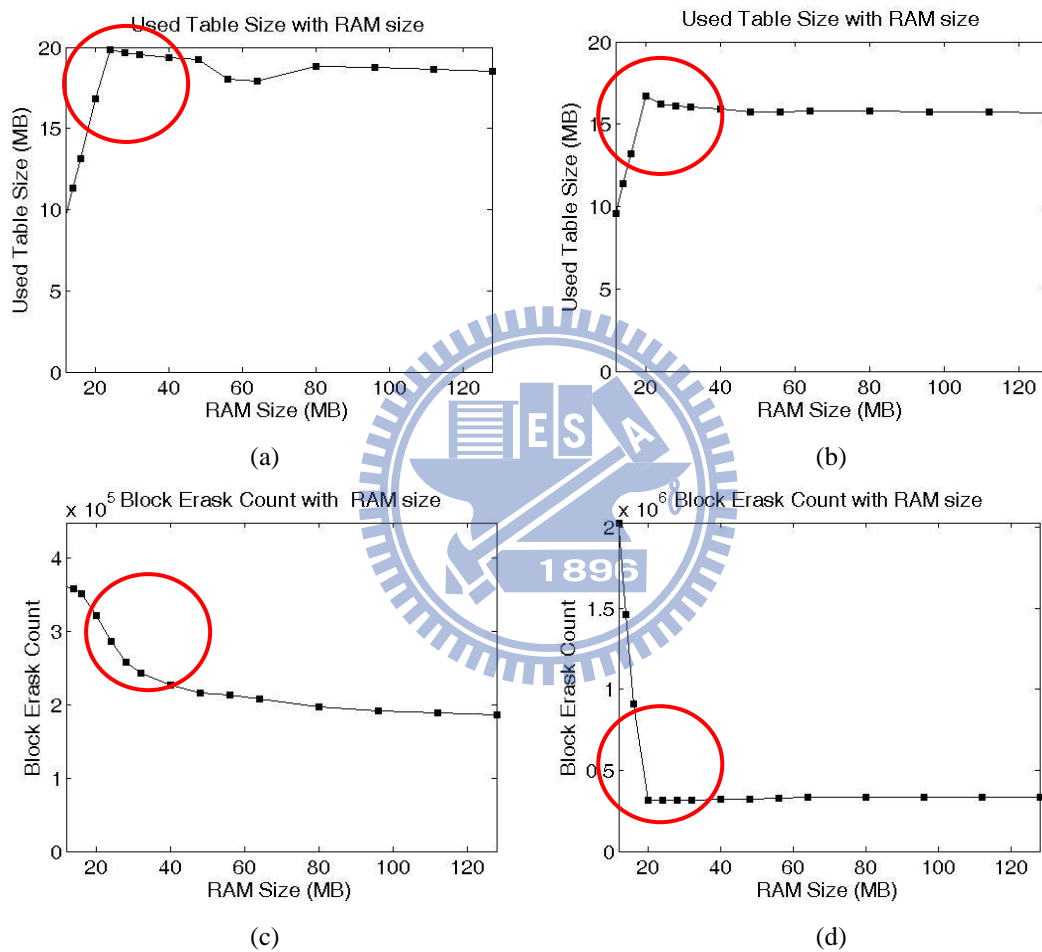 Used Table Size with RAM size
20
15
10
5
0
Used Table Size (MB)
20 40 60 80 100 120
RAM Size (MB)
(a)
Used Table Size with RAM size
20
15
10
5
0
Used Table Size (MB)
20 40 60 80 100 120
RAM Size (MB)
(b)
x 10^5 Block Erask Count with RAM size
4
3
2
1
0
Block Erask Count
20 40 60 80 100 120
RAM Size (MB)
(c)
x 10^6 Block Erask Count with RAM size
2
1.5
1
0.5
0
Block Erask Count
20 40 60 80 100 120
RAM Size (MB)
(d)
E S A
1896